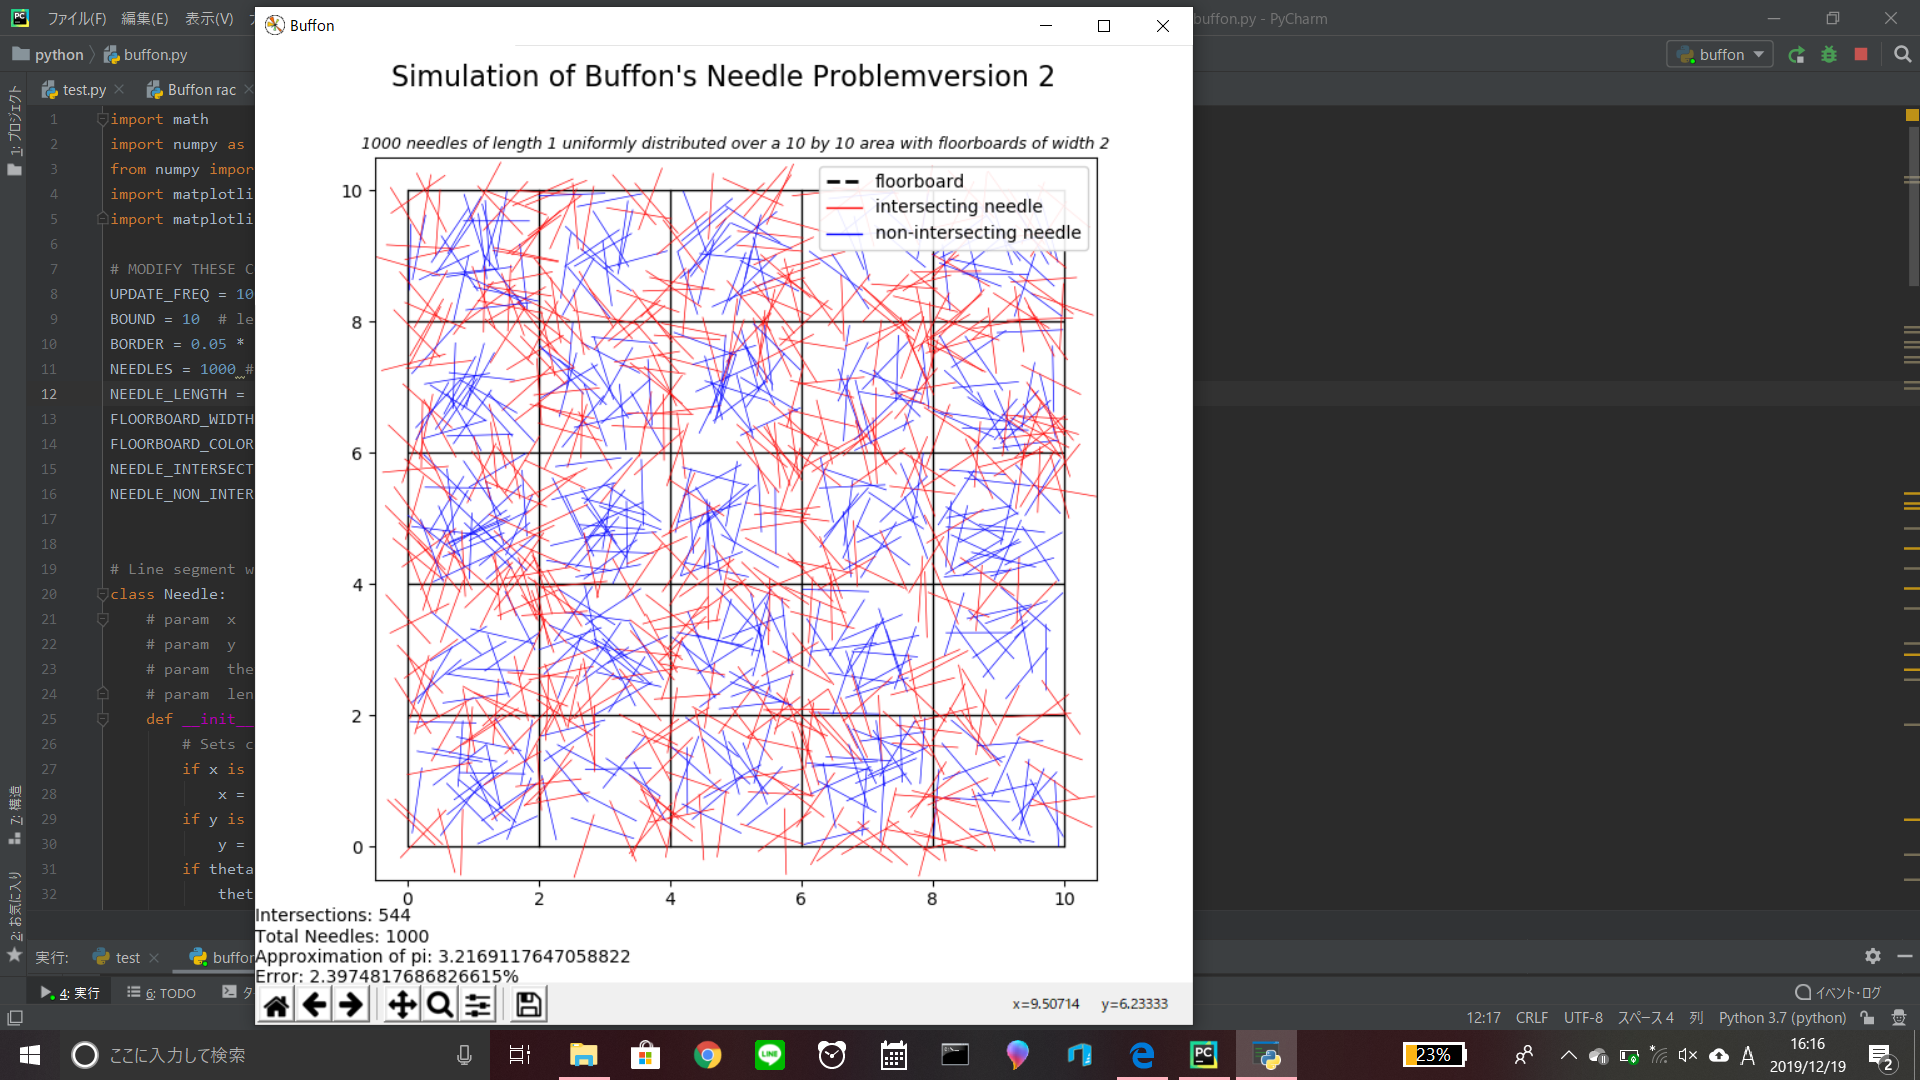 ファイル(F) 編集(E) 表示(V)
buffon.py - PyCharm
Buffon
python buffon.py
buffon
test.py Buffon rac
1: プロジェクト
7: 構造
2: お気に入り
1 import math
2 import numpy as
3 from numpy impor
4 import matplotli
5 import matplotli
6
7 # MODIFY THESE C
8 UPDATE_FREQ = 10
9 BOUND = 10 # le
10 BORDER = 0.05 *
11 NEEDLES = 1000 #
12 NEEDLE_LENGTH =
13 FLOORBOARD_WIDTH
14 FLOORBOARD_COLOR
15 NEEDLE_INTERSECT
16 NEEDLE_NON_INTER
17
18
19 # Line segment w
20 class Needle:
21 # param x
22 # param y
23 # param the
24 # param len
25 def __init__
26 # Sets c
27 if x is
28 x =
29 if y is
30 y =
31 if theta
32 thet
Simulation of Buffon's Needle Problemversion 2
1000 needles of length 1 uniformly distributed over a 10 by 10 area with floorboards of width 2
floorboard
intersecting needle
non-intersecting needle
10
8
6
4
2
0
0 2 4 6 8 10
Intersections: 544
Total Needles: 1000
Approximation of pi: 3.2169117647058822
Error: 2.3974817686826615%
x=9.50714 y=6.23333
実行: test buffon
4: 実行 6: TODO タ
イベント・ログ
12:17 CRLF UTF-8 スペース 4 列 Python 3.7 (python)
ここに入力して検索
23%
A
16:16
2019/12/19
2